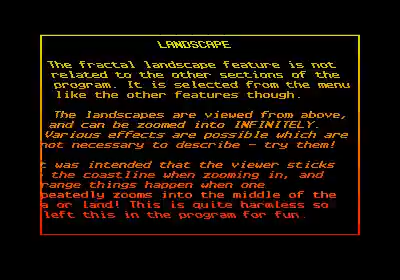 LANDSCAPE
The fractal landscape feature is not
related to the other sections of the
program. It is selected from the menu
like the other features though.
The landscapes are viewed from above,
and can be zoomed into INFINITELY.
Various effects are possible which are
not necessary to describe - try them!
t was intended that the viewer sticks
the coastline when zooming in, and
range things happen when one
peatedly zooms into the middle of the
a or land! This is quite harmless so
left this in the program for fun.